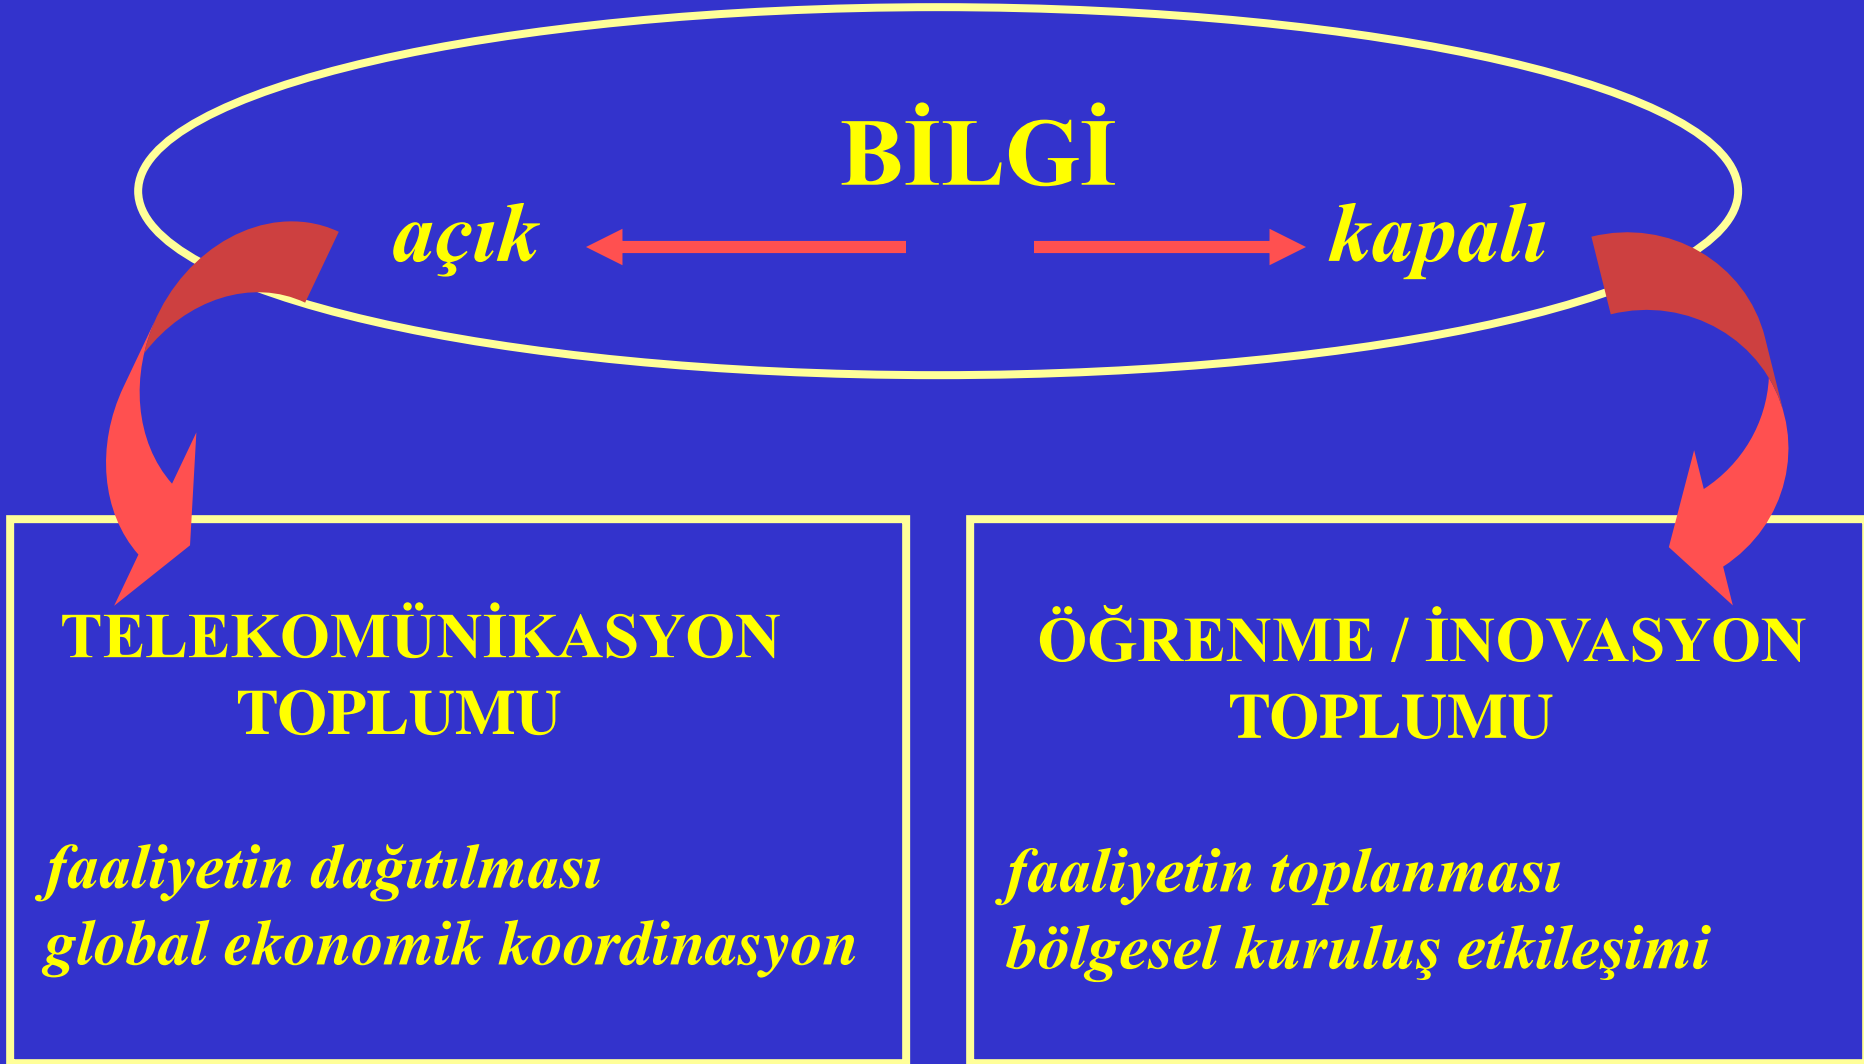 BİLGİ
açık
kapalı
TELEKOMÜNİKASYON
TOPLUMU
faaliyetin dağıtılması
global ekonomik koordinasyon
ÖĞRENME / İNOVASYON
TOPLUMU
faaliyetin toplanması
bölgesel kuruluş etkileşimi